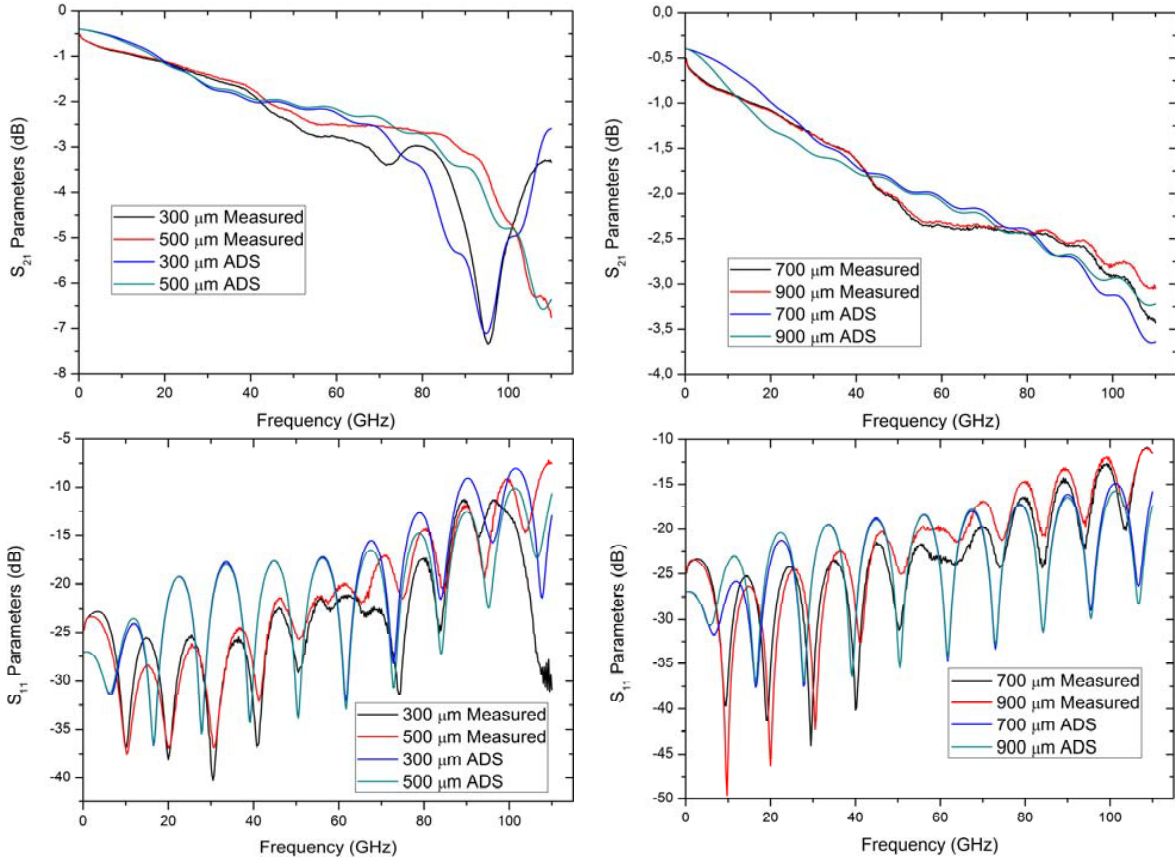 0
-1
-2
-3
-4
-5
-6
-7
-8
0
20
40
60
80
100
S21 Parameters (dB)
Frequency (GHz)
300 μm Measured
500 μm Measured
300 μm ADS
500 μm ADS
0,0
-0,5
-1,0
-1,5
-2,0
-2,5
-3,0
-3,5
-4,0
0
20
40
60
80
100
S21 Parameters (dB)
Frequency (GHz)
700 μm Measured
900 μm Measured
700 μm ADS
900 μm ADS
-5
-10
-15
-20
-25
-30
-35
-40
0
20
40
60
80
100
S11 Parameters (dB)
Frequency (GHz)
300 μm Measured
500 μm Measured
300 μm ADS
500 μm ADS
-10
-15
-20
-25
-30
-35
-40
-45
-50
0
20
40
60
80
100
S11 Parameters (dB)
Frequency (GHz)
700 μm Measured
900 μm Measured
700 μm ADS
900 μm ADS